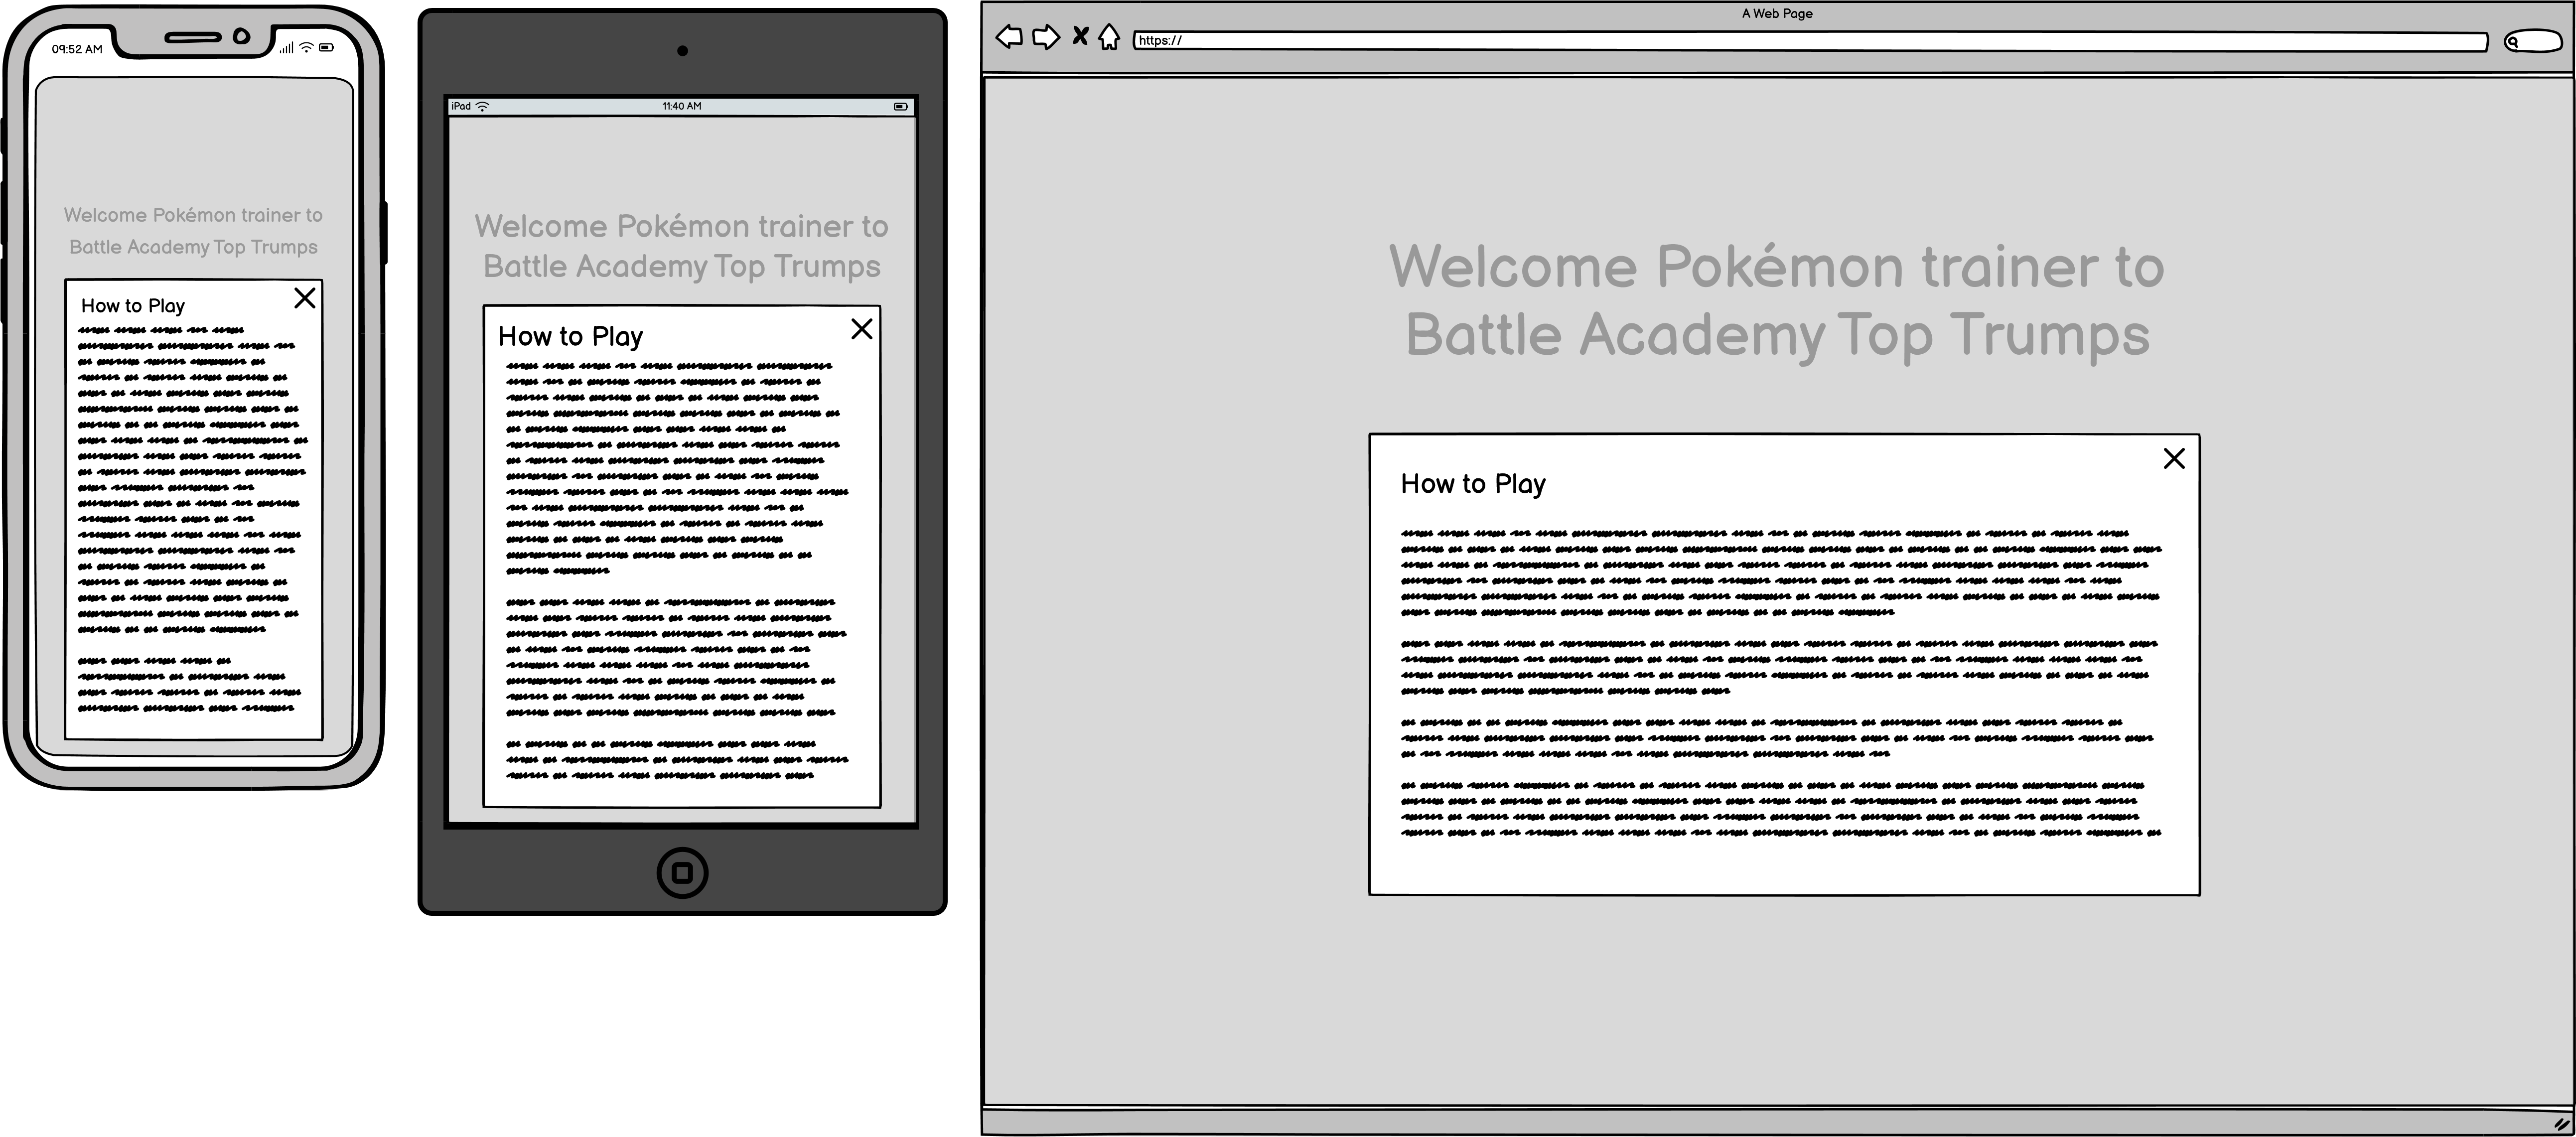 09:52 AM
Welcome Pokémon trainer to
Battle Academy Top Trumps
How to Play
iPad
11:40 AM
Welcome Pokémon trainer to
Battle Academy Top Trumps
How to Play
A Web Page
https://
Welcome Pokémon trainer to
Battle Academy Top Trumps
How to Play